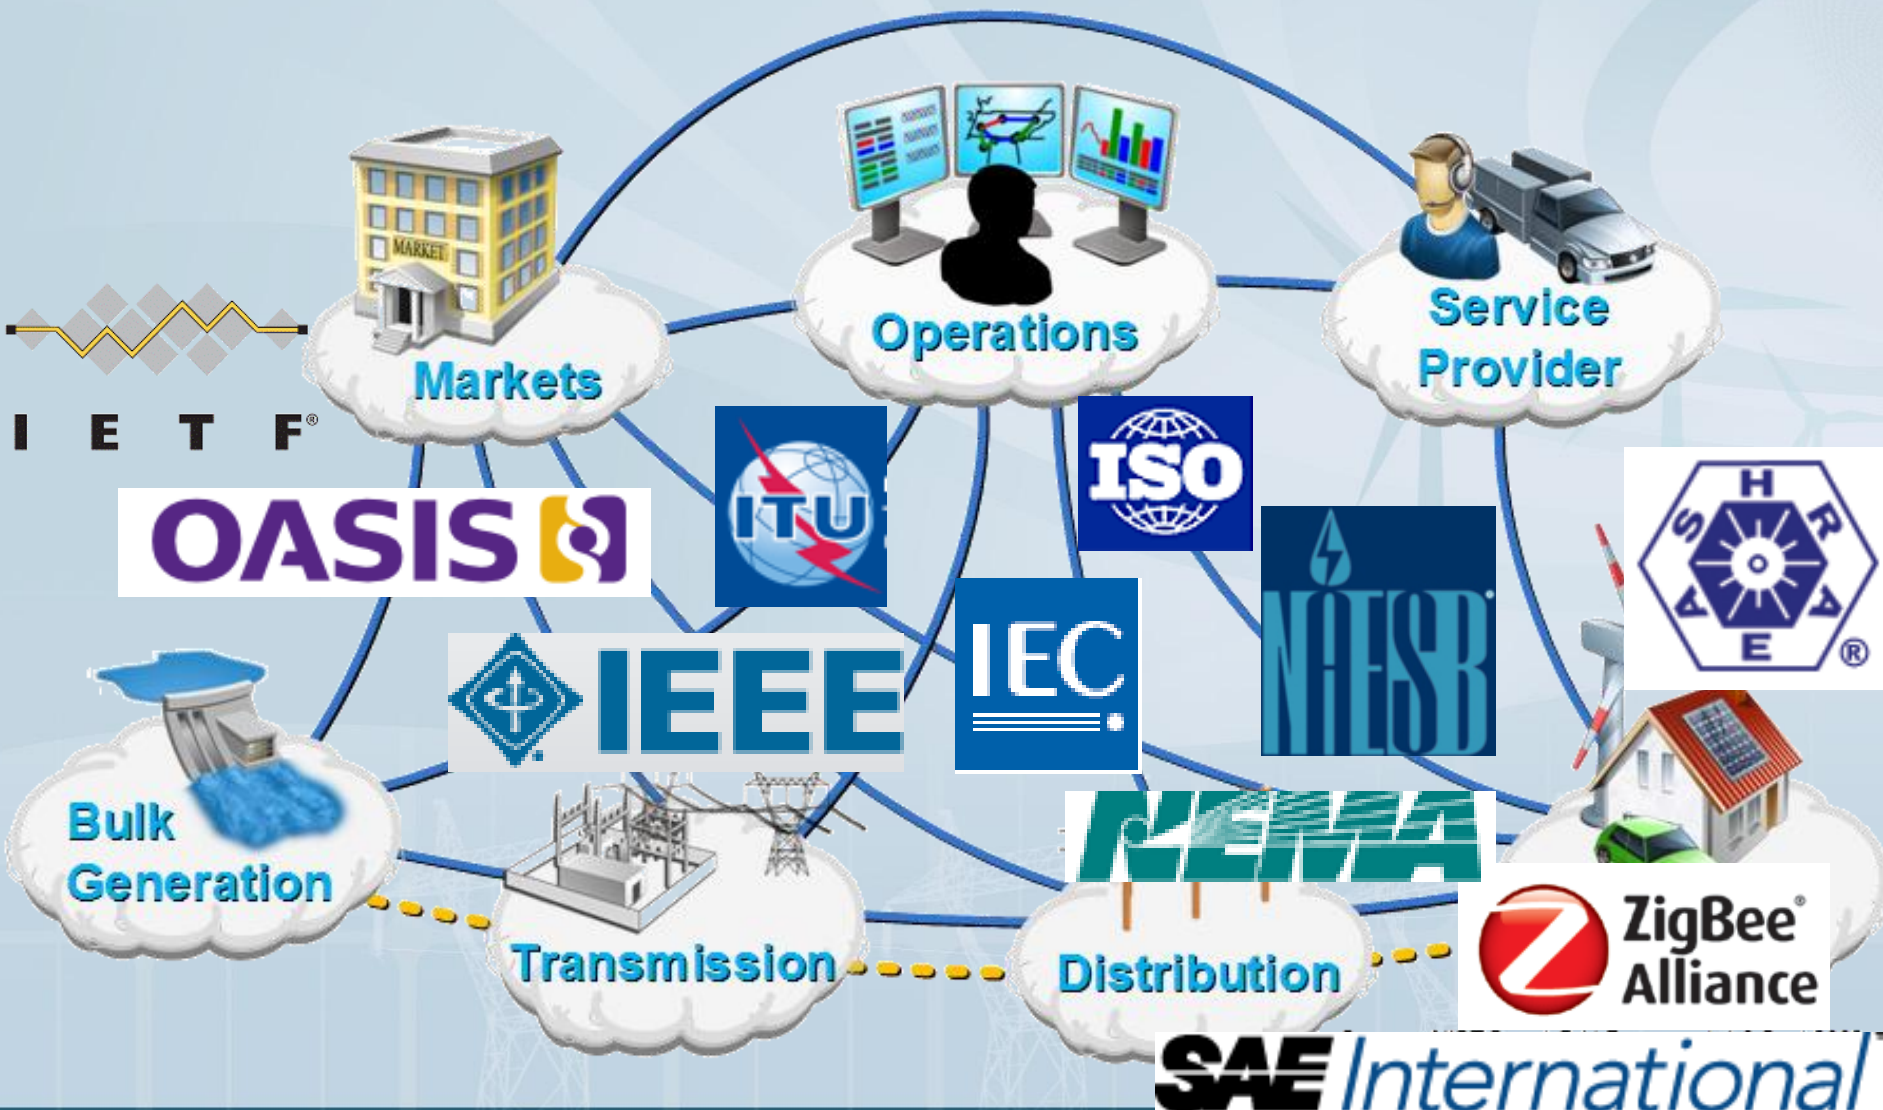 MARKET
Markets
Operations
Service
Provider
IETF®
OASIS
ITU
ISO
NAESB
ASHRAE®
IEEE
IEC
Bulk
Generation
NEMA
Transmission
Distribution
ZigBee®
Alliance
SAE International